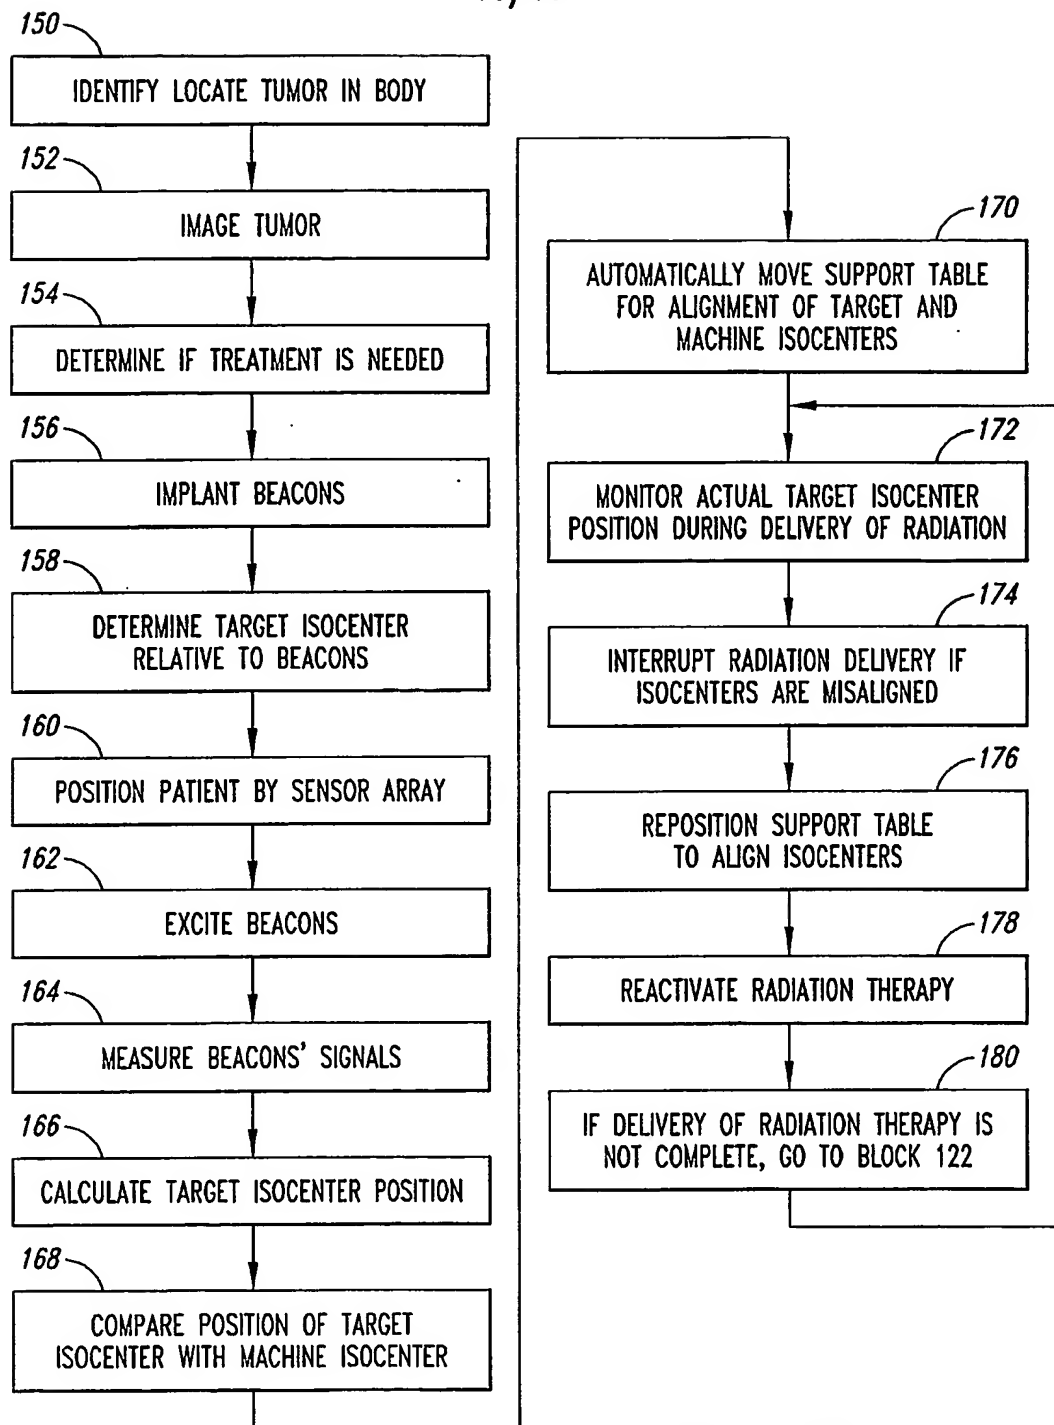 150
IDENTIFY LOCATE TUMOR IN BODY
152
IMAGE TUMOR
154
DETERMINE IF TREATMENT IS NEEDED
156
IMPLANT BEACONS
158
DETERMINE TARGET ISOCENTER
RELATIVE TO BEACONS
160
POSITION PATIENT BY SENSOR ARRAY
162
EXCITE BEACONS
164
MEASURE BEACONS' SIGNALS
166
CALCULATE TARGET ISOCENTER POSITION
168
COMPARE POSITION OF TARGET
ISOCENTER WITH MACHINE ISOCENTER
170
AUTOMATICALLY MOVE SUPPORT TABLE
FOR ALIGNMENT OF TARGET AND
MACHINE ISOCENTERS
172
MONITOR ACTUAL TARGET ISOCENTER
POSITION DURING DELIVERY OF RADIATION
174
INTERRUPT RADIATION DELIVERY IF
ISOCENTERS ARE MISALIGNED
176
REPOSITION SUPPORT TABLE
TO ALIGN ISOCENTERS
178
REACTIVATE RADIATION THERAPY
180
IF DELIVERY OF RADIATION THERAPY IS
NOT COMPLETE, GO TO BLOCK 122